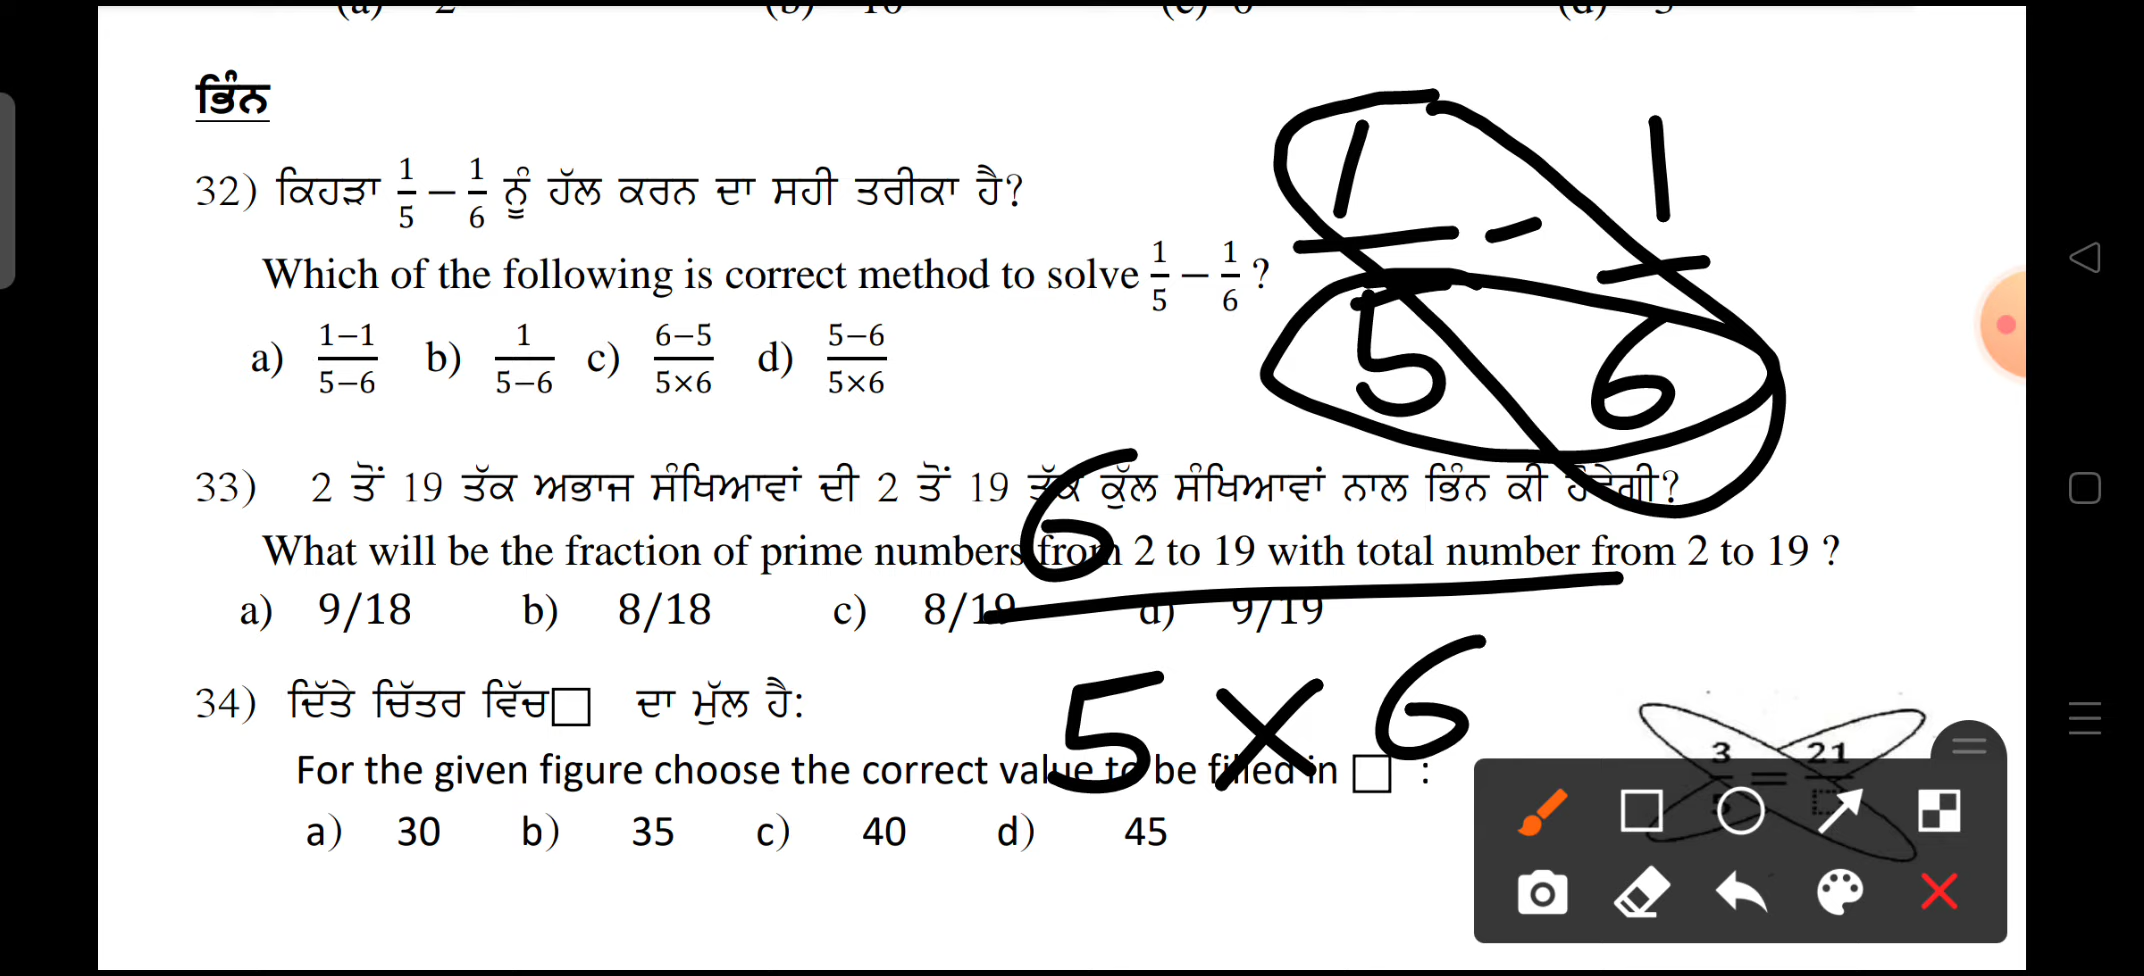 ਭਿੰਨ
32) ਕਿਹੜਾ 1/5 − 1/6 ਨੂੰ ਹੱਲ ਕਰਨ ਦਾ ਸਹੀ ਤਰੀਕਾ ਹੈ?
Which of the following is correct method to solve 1/5 − 1/6 ?
a) 1−1/5−6 b) 1/5−6 c) 6−5/5×6 d) 5−6/5×6
1/5 - 1/6
33) 2 ਤੋਂ 19 ਤੱਕ ਅਭਾਜ ਸੰਖਿਆਵਾਂ ਦੀ 2 ਤੋਂ 19 ਤੱਕ ਕੁੱਲ ਸੰਖਿਆਵਾਂ ਨਾਲ ਭਿੰਨ ਕੀ ਹੋਵੇਗੀ?
What will be the fraction of prime numbers from 2 to 19 with total number from 2 to 19 ?
a) 9/18 b) 8/18 c) 8/19 d) 9/19
6
5 × 6
34) ਦਿੱਤੇ ਚਿੱਤਰ ਵਿੱਚ□ ਦਾ ਮੁੱਲ ਹੈ:
For the given figure choose the correct value to be filled in □ :
a) 30 b) 35 c) 40 d) 45
3/5 = 21/□